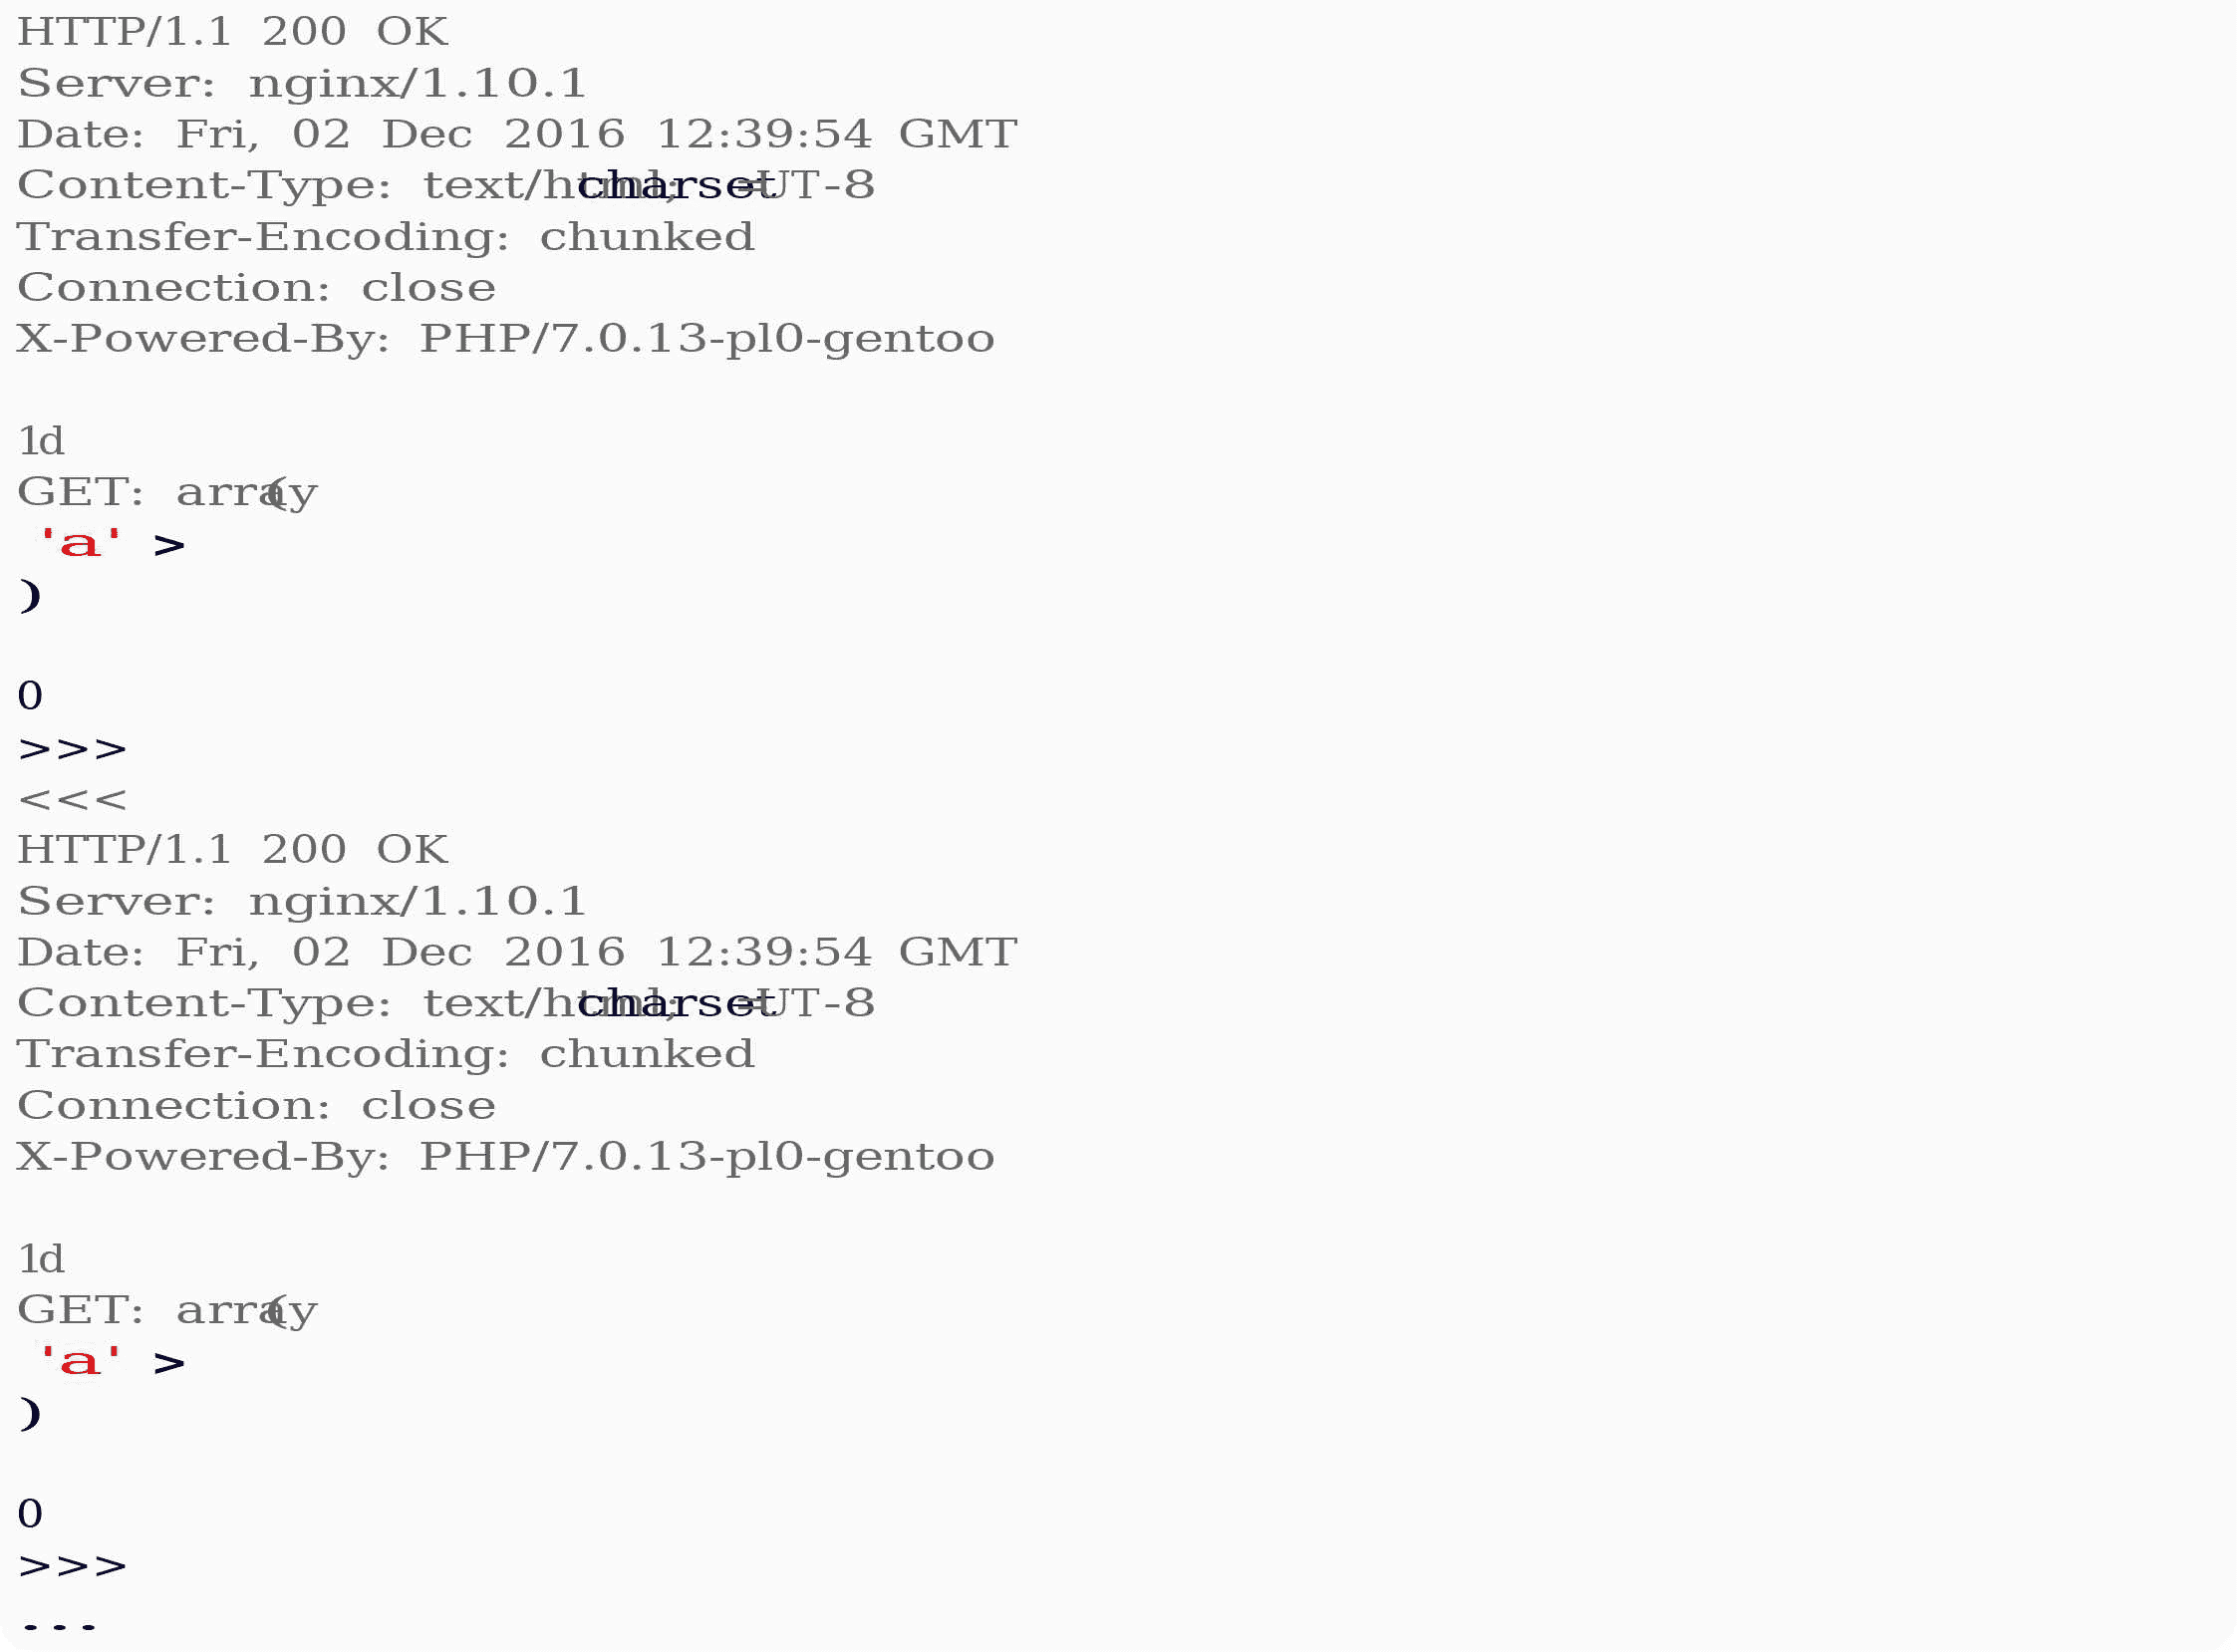 HTTP/1.1 200 OK
Server: nginx/1.10.1
Date: Fri, 02 Dec 2016 12:39:54 GMT
Content-Type: text/html; charset=UT-8
Transfer-Encoding: chunked
Connection: close
X-Powered-By: PHP/7.0.13-pl0-gentoo
1d
GET: array(
'a' >
)
0
>>>
<<<
HTTP/1.1 200 OK
Server: nginx/1.10.1
Date: Fri, 02 Dec 2016 12:39:54 GMT
Content-Type: text/html; charset=UT-8
Transfer-Encoding: chunked
Connection: close
X-Powered-By: PHP/7.0.13-pl0-gentoo
1d
GET: array(
'a' >
)
0
>>>
...